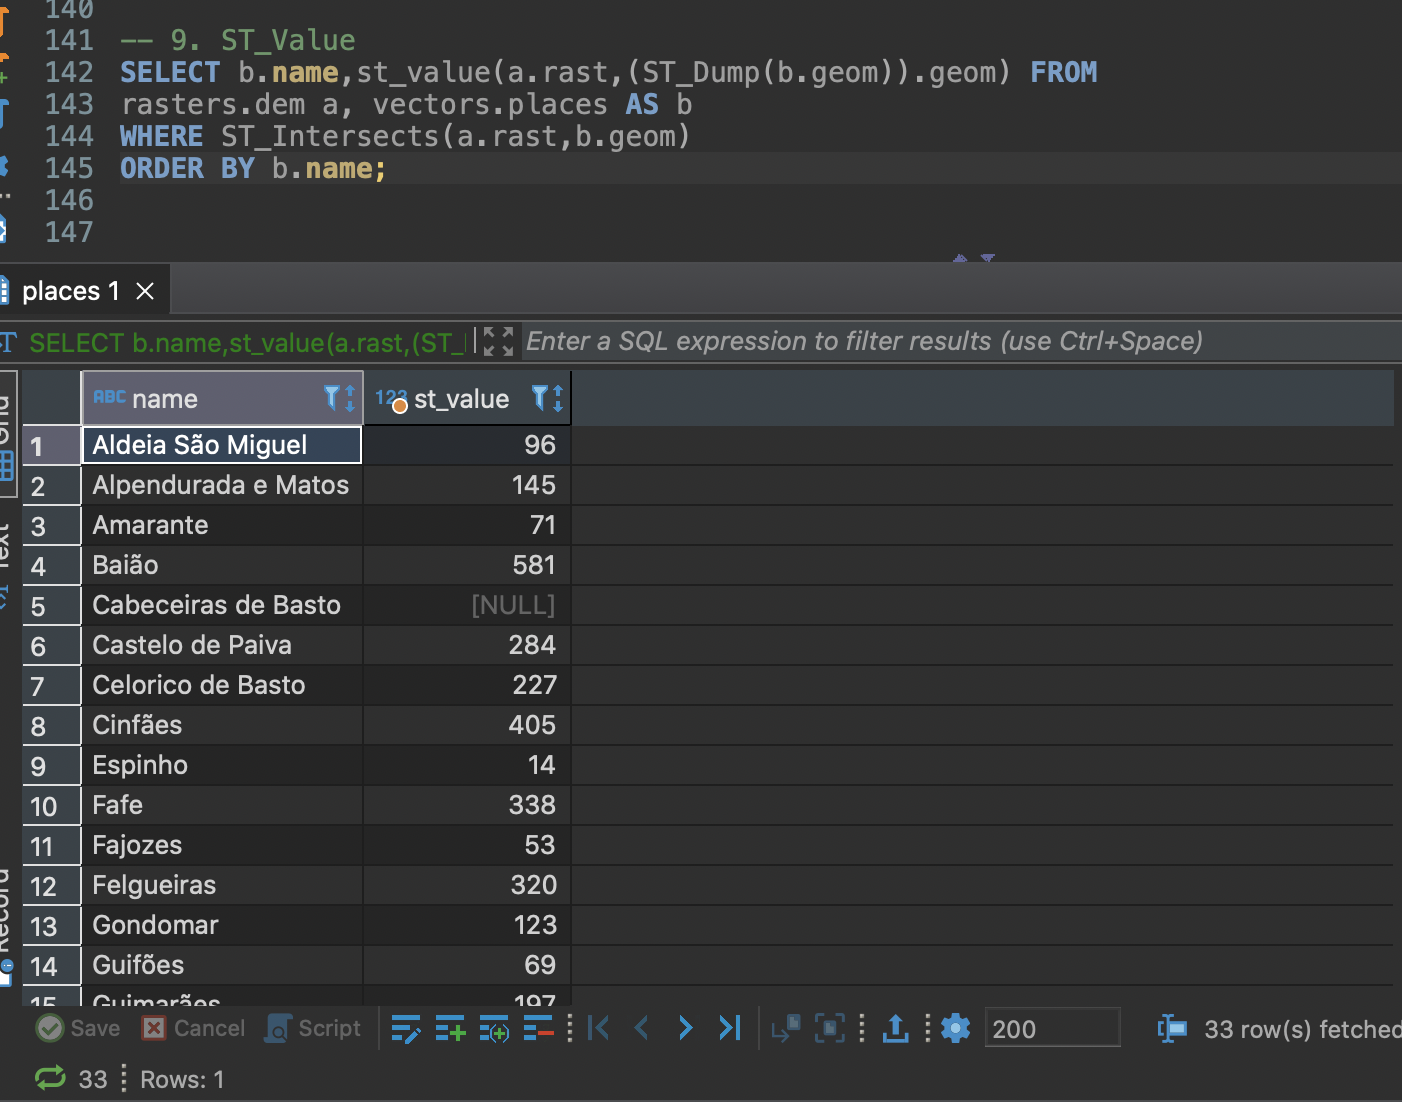 140
141 -- 9. ST_Value
142 SELECT b.name,st_value(a.rast,(ST_Dump(b.geom)).geom) FROM
143 rasters.dem a, vectors.places AS b
144 WHERE ST_Intersects(a.rast,b.geom)
145 ORDER BY b.name;
146
147
places 1
SELECT b.name,st_value(a.rast,(ST_ Enter a SQL expression to filter results (use Ctrl+Space)
Grid
Text
Record
ABC name 123 st_value
1 Aldeia São Miguel 96
2 Alpendurada e Matos 145
3 Amarante 71
4 Baião 581
5 Cabeceiras de Basto [NULL]
6 Castelo de Paiva 284
7 Celorico de Basto 227
8 Cinfães 405
9 Espinho 14
10 Fafe 338
11 Fajozes 53
12 Felgueiras 320
13 Gondomar 123
14 Guifões 69
15 Guimarães 197
Save Cancel Script 200 33 row(s) fetched
33 Rows: 1